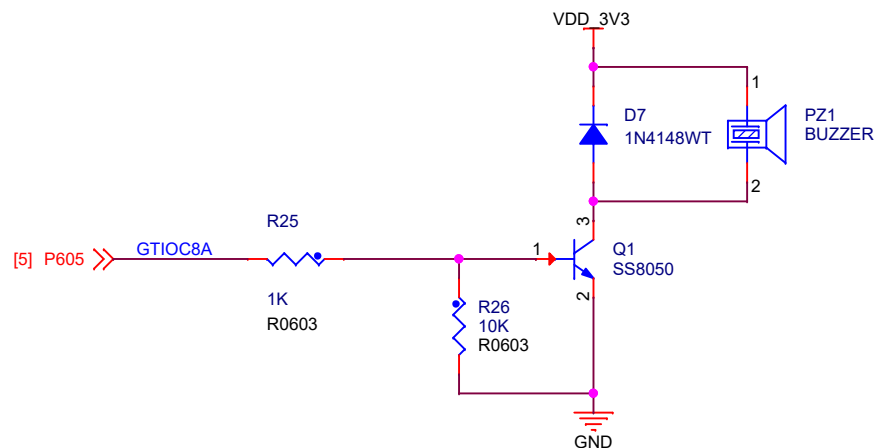 VDD_3V3
1
D7
1N4148WT
PZ1
BUZZER
2
R25
3
[5] P605
GTIOC8A
1
Q1
SS8050
1K
R0603
R26
10K
R0603
2
GND